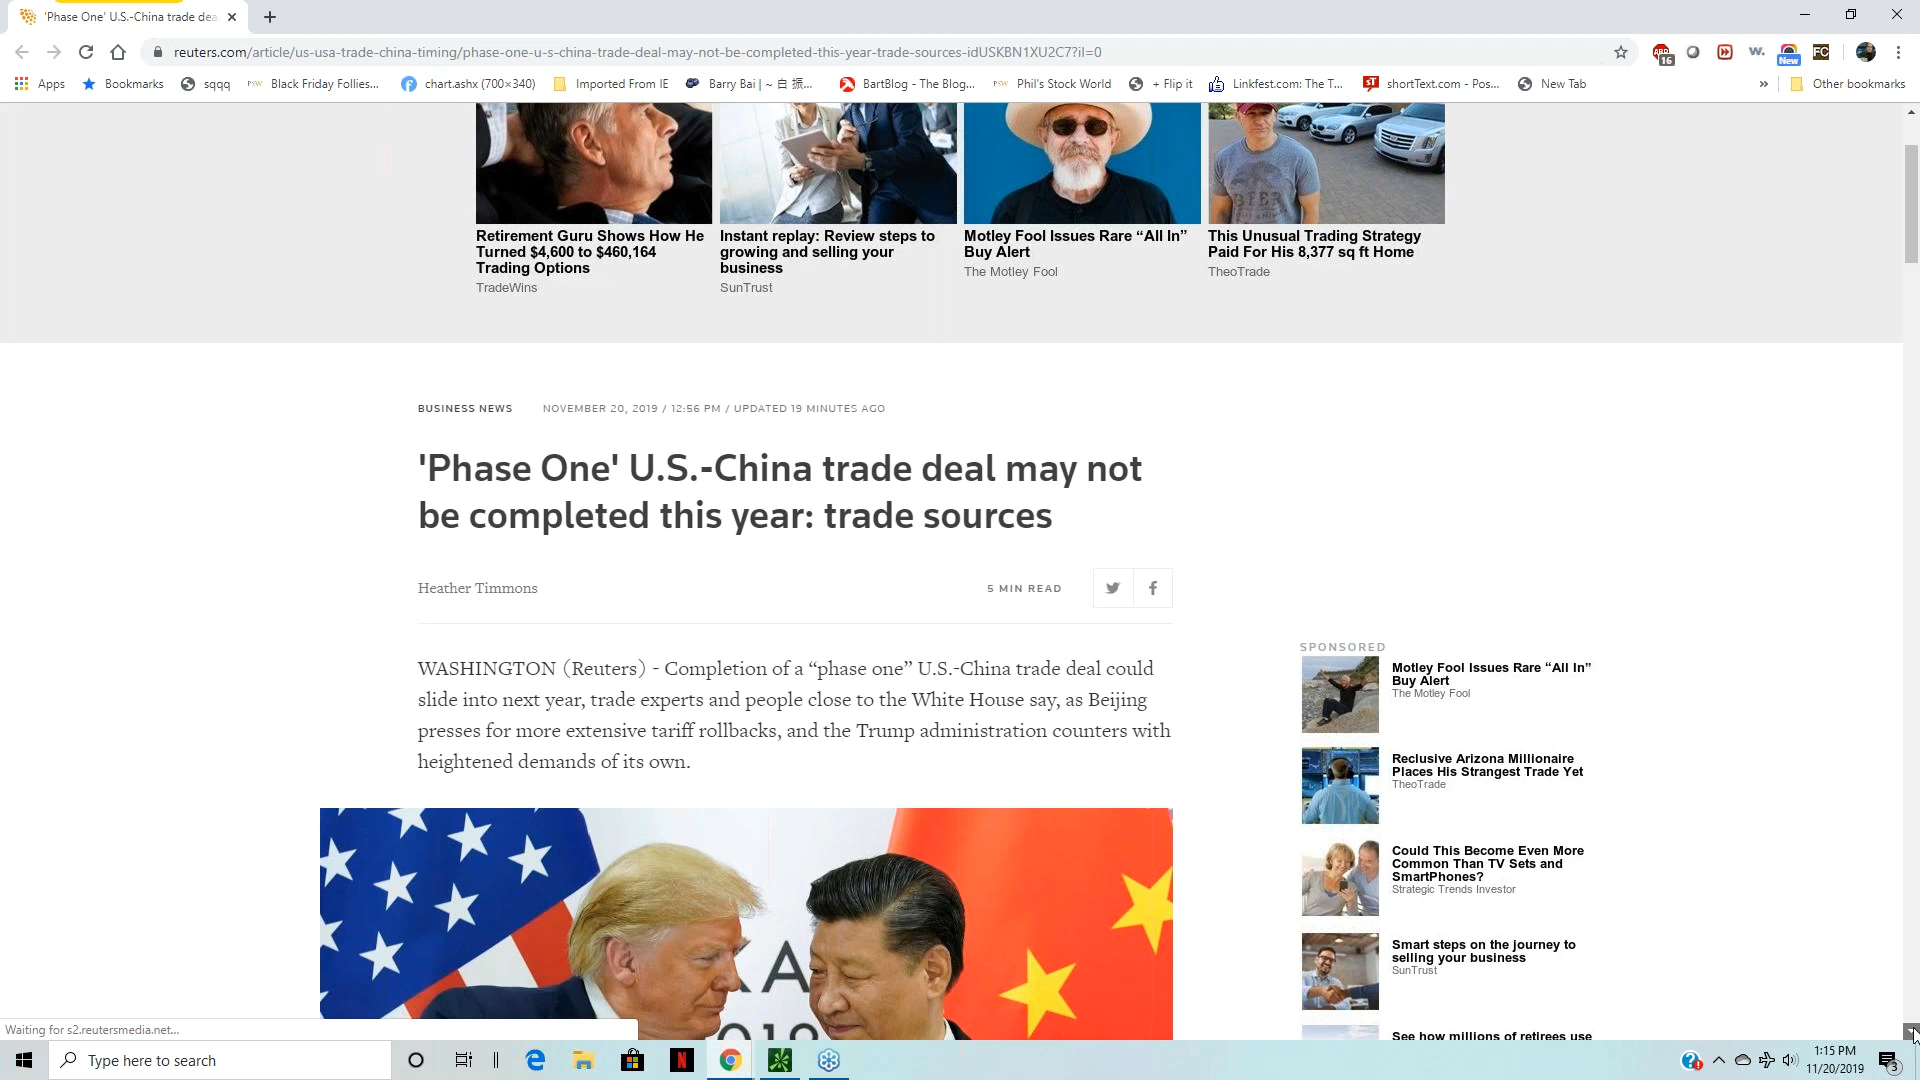 'Phase One' U.S.-China trade dea
reuters.com/article/us-usa-trade-china-timing/phase-one-u-s-china-trade-deal-may-not-be-completed-this-year-trade-sources-idUSKBN1XU2C7?il=0
ABP
16
W.
New
FC
Apps
Bookmarks
sqqq
PSW Black Friday Follies...
chart.ashx (700×340)
Imported From IE
Barry Bai | ~ 白 振...
BartBlog - The Blog...
PSW Phil's Stock World
+ Flip it
Linkfest.com: The T...
ST shortText.com - Pos...
New Tab
»
Other bookmarks
BEER
Retirement Guru Shows How He
Turned $4,600 to $460,164
Trading Options
TradeWins
Instant replay: Review steps to
growing and selling your
business
SunTrust
Motley Fool Issues Rare “All In”
Buy Alert
The Motley Fool
This Unusual Trading Strategy
Paid For His 8,377 sq ft Home
TheoTrade
BUSINESS NEWS
NOVEMBER 20, 2019 / 12:56 PM / UPDATED 19 MINUTES AGO
'Phase One' U.S.-China trade deal may not
be completed this year: trade sources
Heather Timmons
5 MIN READ
WASHINGTON (Reuters) - Completion of a “phase one” U.S.-China trade deal could
slide into next year, trade experts and people close to the White House say, as Beijing
presses for more extensive tariff rollbacks, and the Trump administration counters with
heightened demands of its own.
KA
2019
SPONSORED
Motley Fool Issues Rare “All In”
Buy Alert
The Motley Fool
Reclusive Arizona Millionaire
Places His Strangest Trade Yet
TheoTrade
Could This Become Even More
Common Than TV Sets and
SmartPhones?
Strategic Trends Investor
Smart steps on the journey to
selling your business
SunTrust
See how millions of retirees use
Waiting for s2.reutersmedia.net...
Type here to search
N
1:15 PM
11/20/2019
3